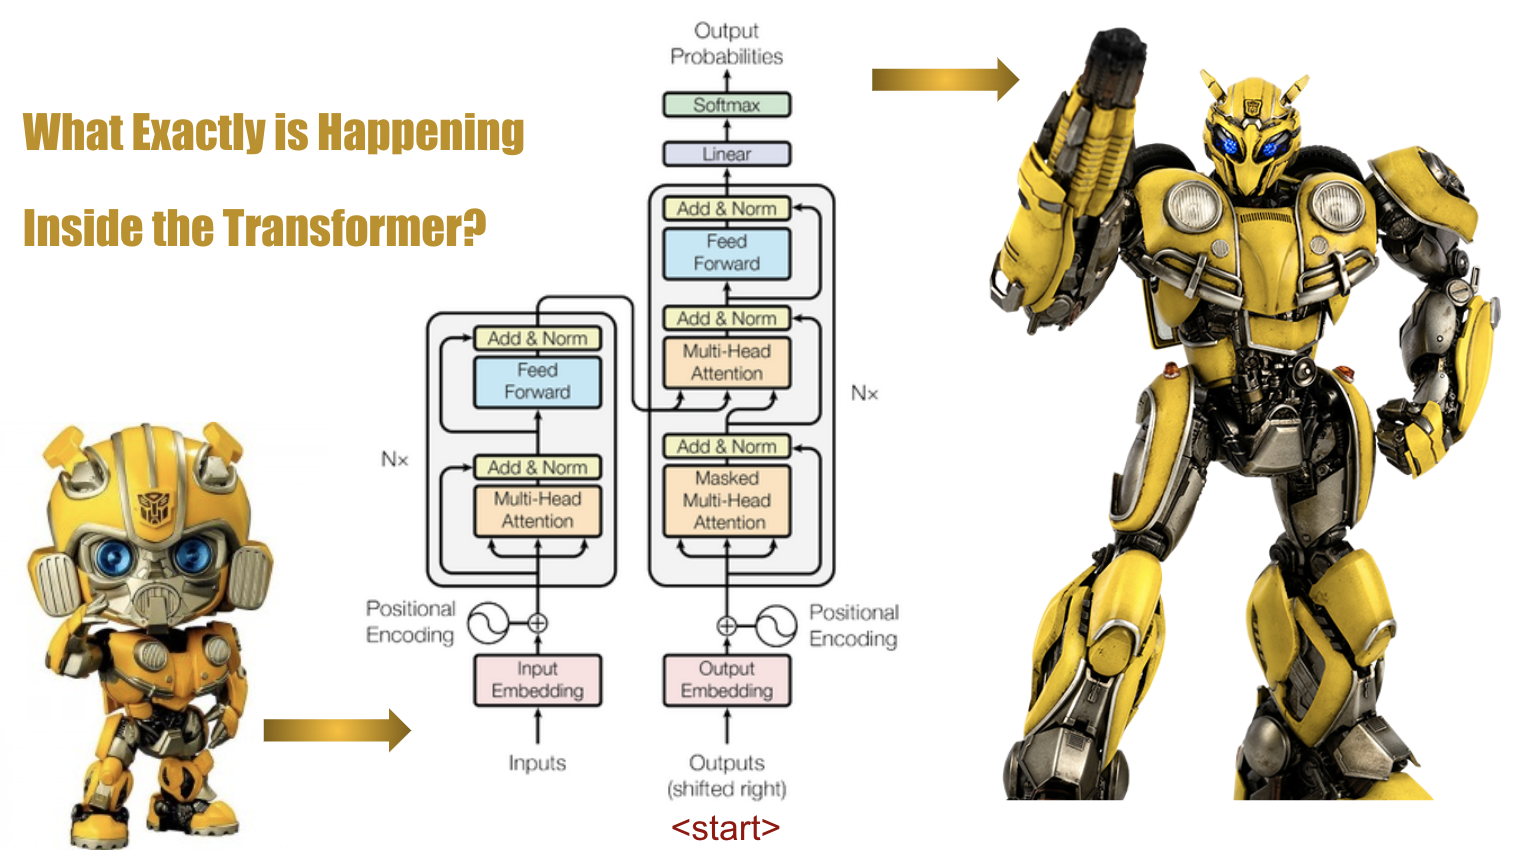 What Exactly is Happening
Inside the Transformer?
Output
Probabilities
Softmax
Linear
Add & Norm
Feed
Forward
Add & Norm
Multi-Head
Attention
Nx
Add & Norm
Masked
Multi-Head
Attention
Add & Norm
Feed
Forward
Nx
Add & Norm
Multi-Head
Attention
Positional
Encoding
Positional
Encoding
Input
Embedding
Output
Embedding
Inputs
Outputs
(shifted right)
<start>